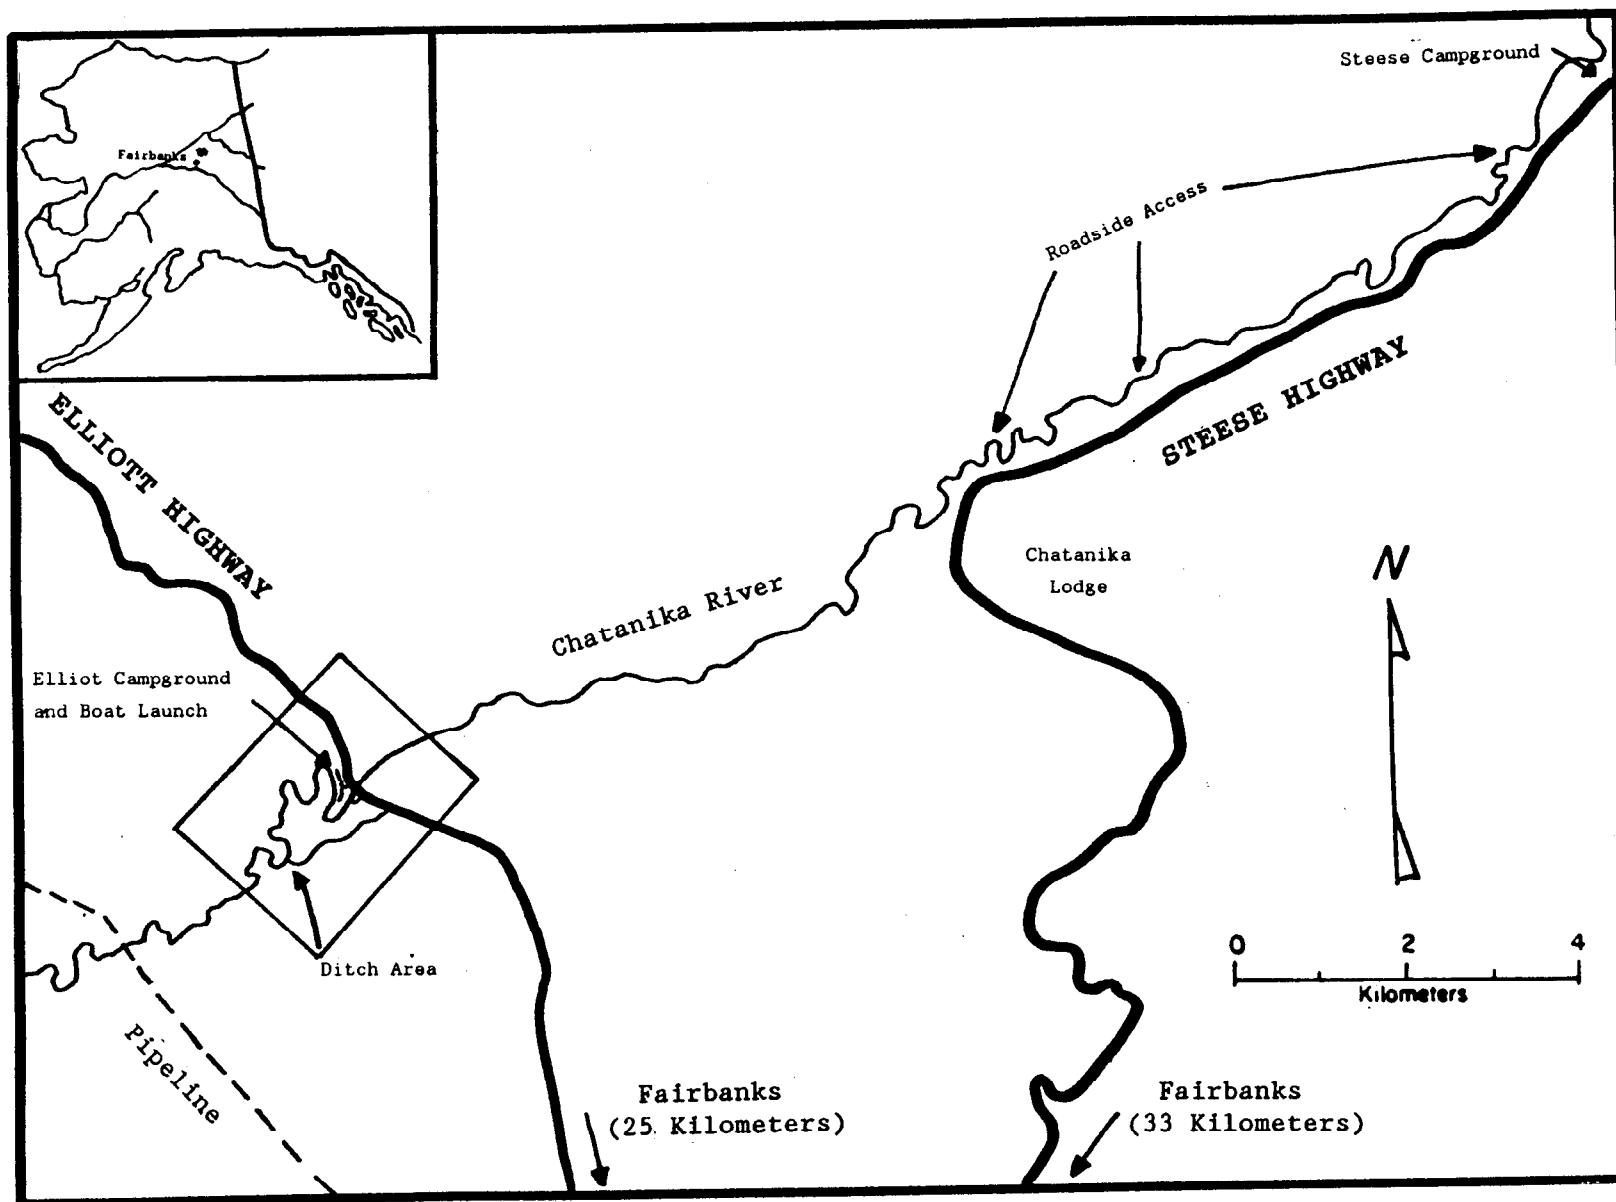 Steese Campground
Fairbanks
Roadside Access
STEESE HIGHWAY
ELLIOTT HIGHWAY
N
Chatanika
Lodge
Chatanika River
Elliot Campground
and Boat Launch
0 2 4
Kilometers
Ditch Area
Pipeline
Fairbanks
(25 Kilometers)
Fairbanks
(33 Kilometers)